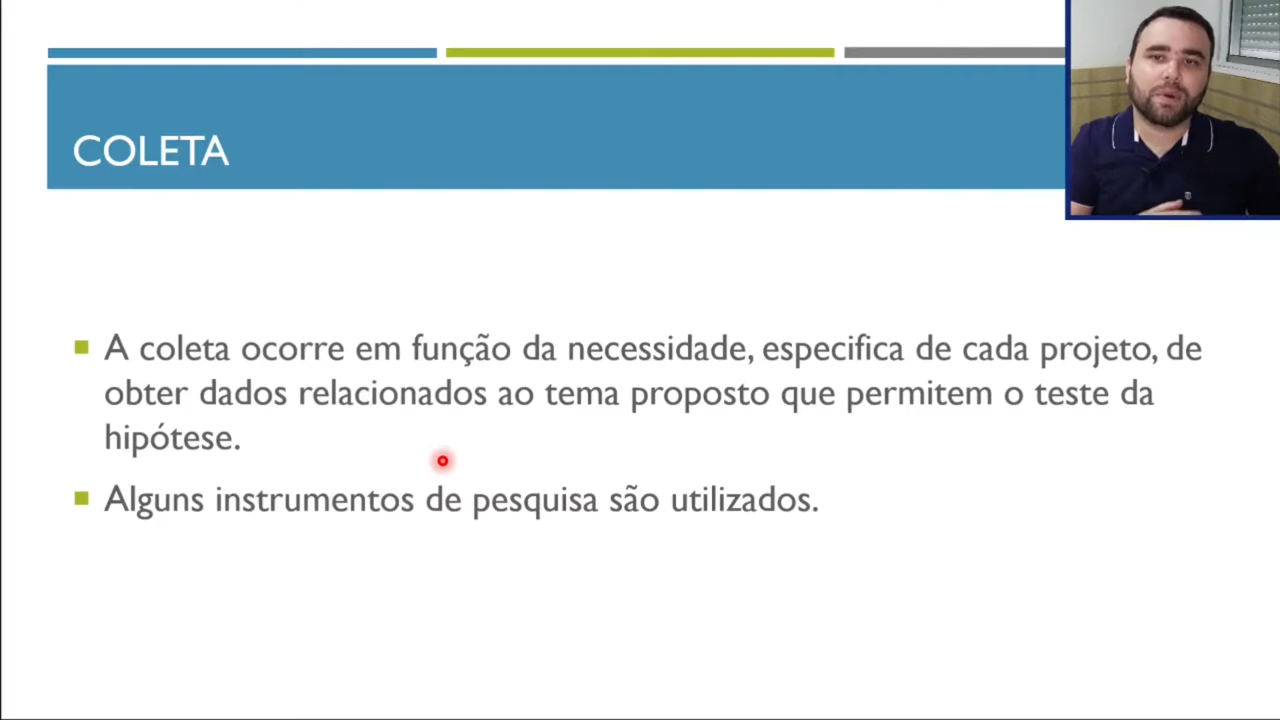 COLETA
A coleta ocorre em função da necessidade, especifica de cada projeto, de
obter dados relacionados ao tema proposto que permitem o teste da
hipótese.
Alguns instrumentos de pesquisa são utilizados.